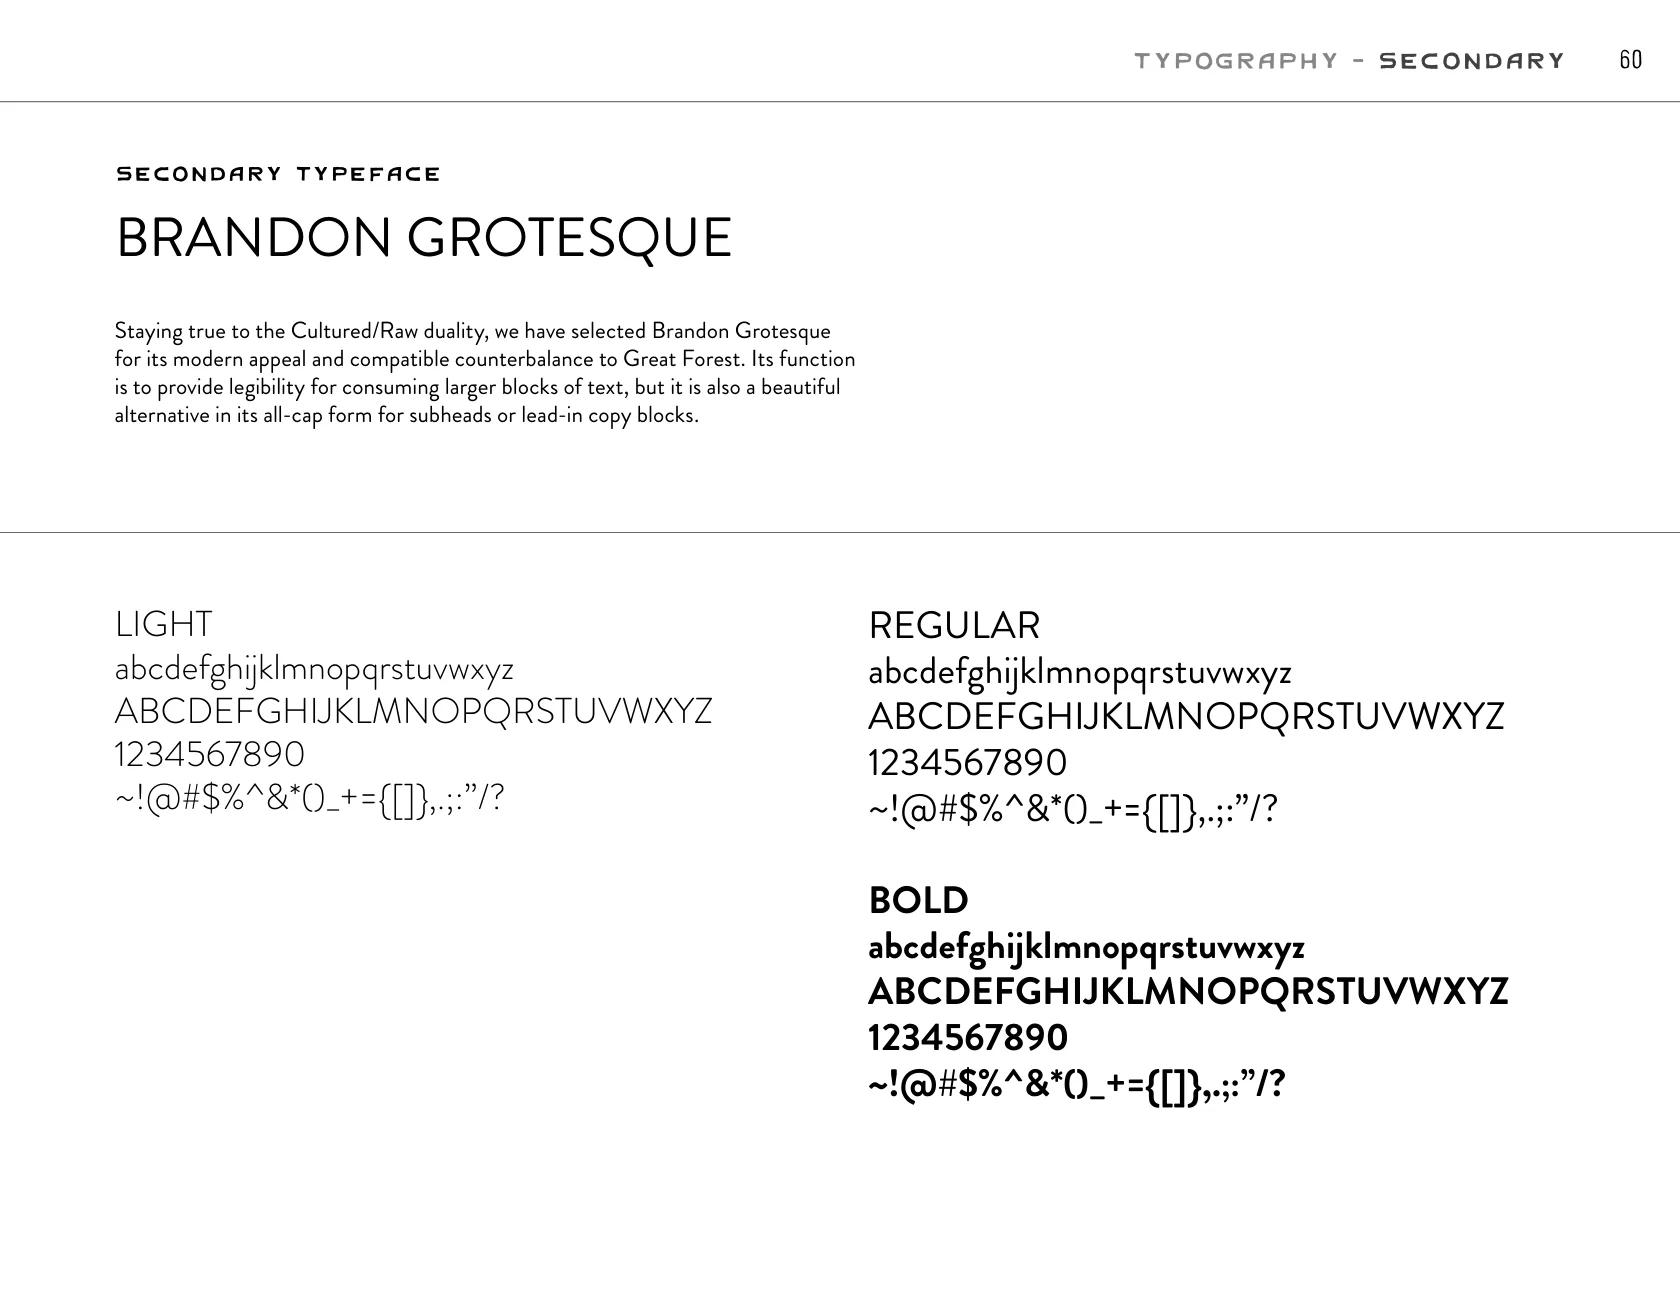 TYPOGRAPHY - SECONDARY 60
SECONDARY TYPEFACE
BRANDON GROTESQUE
Staying true to the Cultured/Raw duality, we have selected Brandon Grotesque
for its modern appeal and compatible counterbalance to Great Forest. Its function
is to provide legibility for consuming larger blocks of text, but it is also a beautiful
alternative in its all-cap form for subheads or lead-in copy blocks.
LIGHT
abcdefghijklmnopqrstuvwxyz
ABCDEFGHIJKLMNOPQRSTUVWXYZ
1234567890
~!@#$%^&*()_+={[]},.;:”/?
REGULAR
abcdefghijklmnopqrstuvwxyz
ABCDEFGHIJKLMNOPQRSTUVWXYZ
1234567890
~!@#$%^&*()_+={[]},.;:”/?
BOLD
abcdefghijklmnopqrstuvwxyz
ABCDEFGHIJKLMNOPQRSTUVWXYZ
1234567890
~!@#$%^&*()_+={[]},.;:”/?